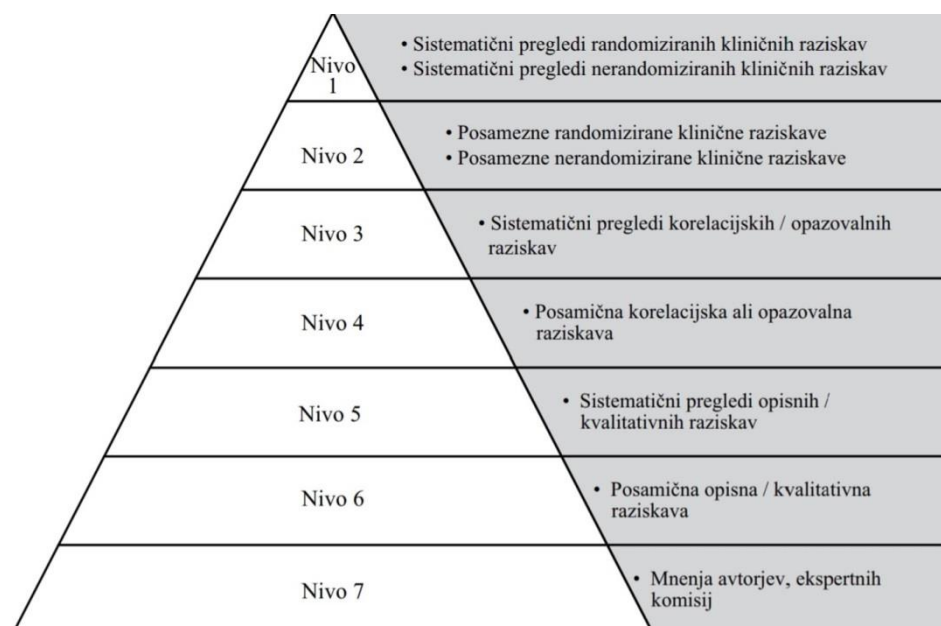 Nivo
1
• Sistematični pregledi randomiziranih kliničnih raziskav
• Sistematični pregledi nerandomiziranih kliničnih raziskav
Nivo 2
• Posamezne randomizirane klinične raziskave
• Posamezne nerandomizirane klinične raziskave
Nivo 3
• Sistematični pregledi korelacijskih / opazovalnih
raziskav
Nivo 4
• Posamična korelacijska ali opazovalna
raziskava
Nivo 5
• Sistematični pregledi opisnih /
kvalitativnih raziskav
Nivo 6
• Posamična opisna / kvalitativna
raziskava
Nivo 7
• Mnenja avtorjev, ekspertnih
komisij